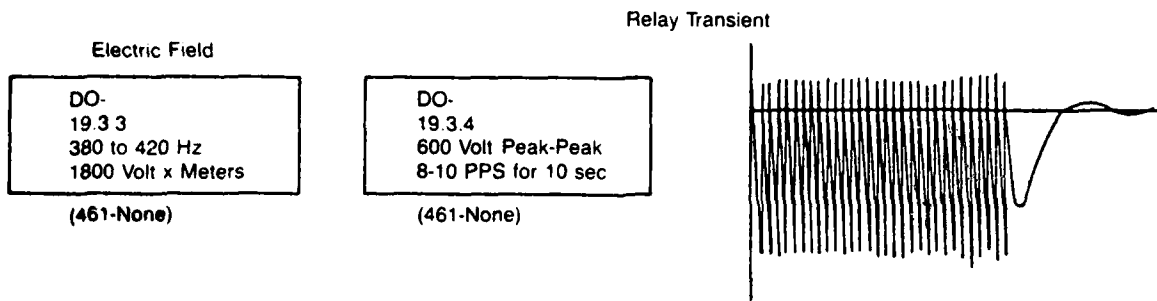 Relay Transient
Electric Field
DO-
19.3 3
380 to 420 Hz
1800 Volt x Meters
(461-None)
DO-
19.3.4
600 Volt Peak-Peak
8-10 PPS for 10 sec
(461-None)